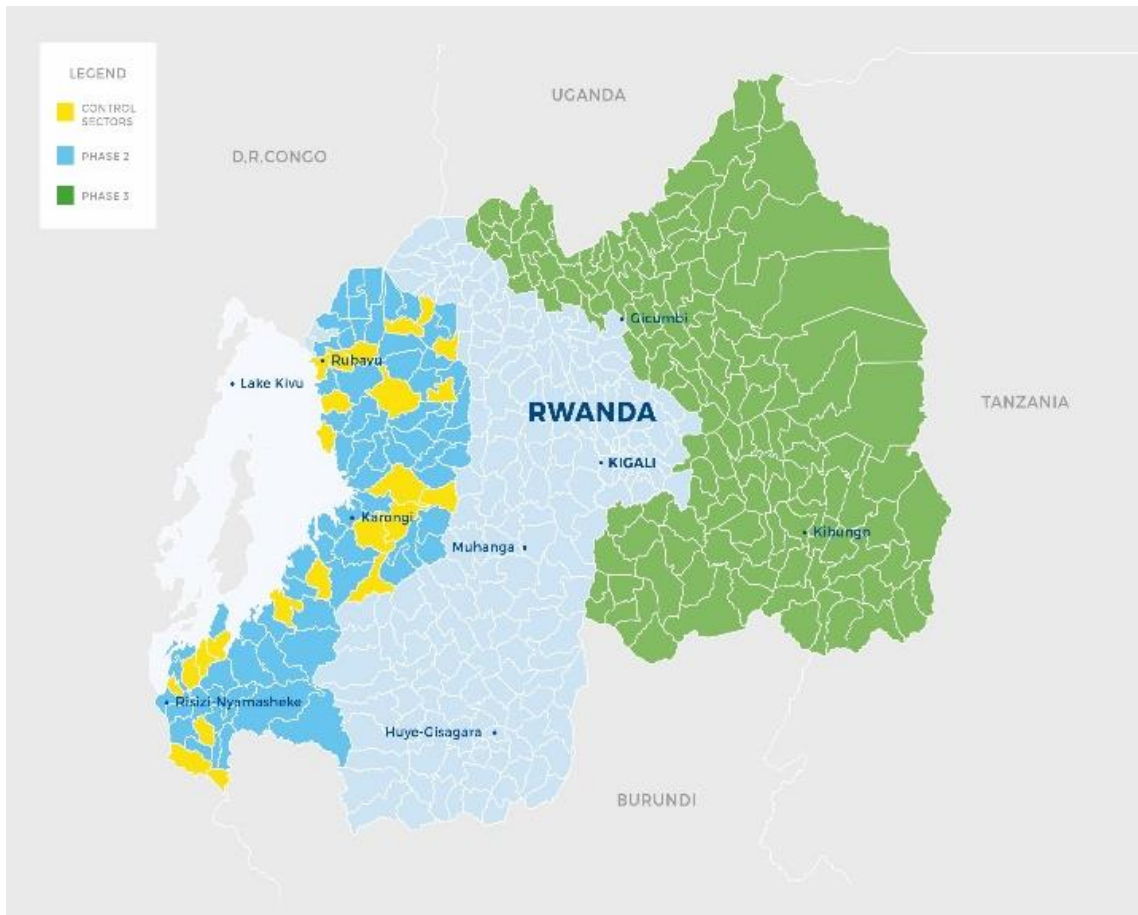 LEGEND
CONTROL
SECTORS
PHASE 2
PHASE 3
UGANDA
D.R.CONGO
Gicumbi
Rubavu
Lake Kivu
TANZANIA
RWANDA
KIGALI
Karongi
Kibungo
Muhanga
Risizi-Nyamasheke
Huye-Gisagara
BURUNDI